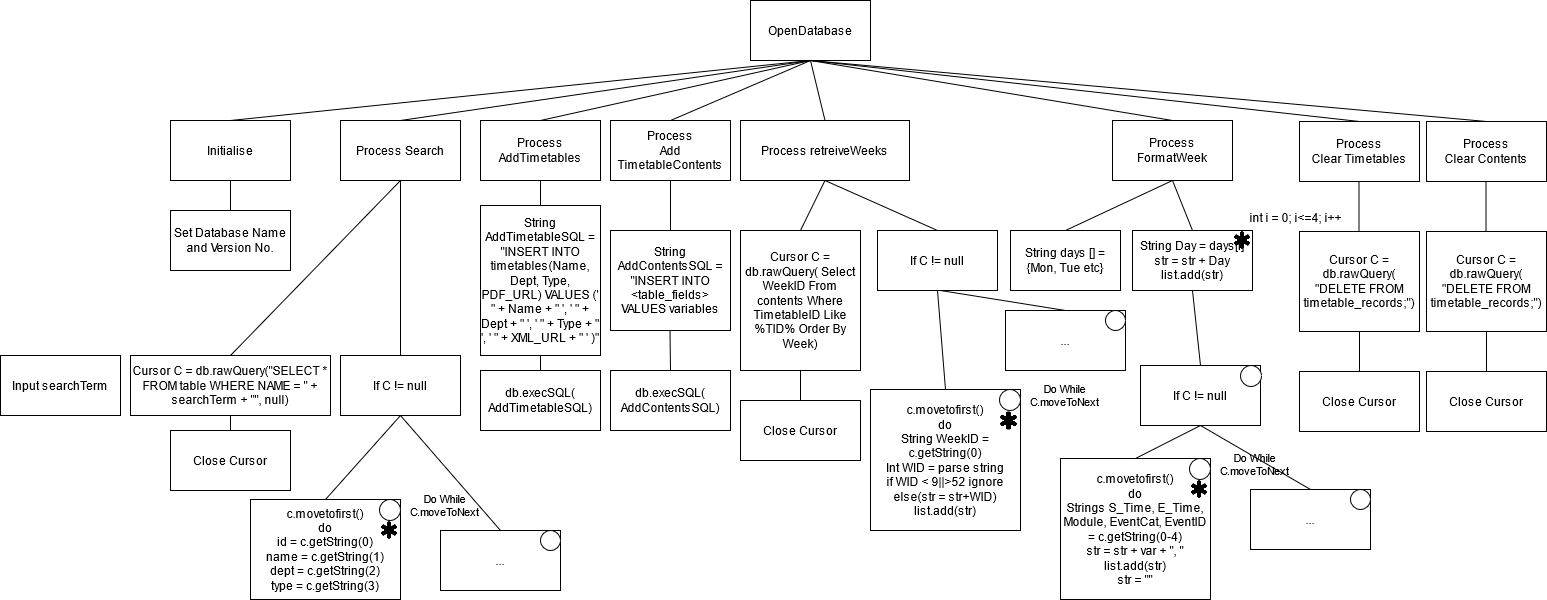 OpenDatabase
Initialise
Process Search
Process
AddTimetables
Process
Add
TimetableContents
Process retreiveWeeks
Process
FormatWeek
Process
Clear Timetables
Process
Clear Contents
Set Database Name
and Version No.
String
AddTimetableSQL =
"INSERT INTO
timetables(Name,
Dept, Type,
PDF_URL) VALUES ('
" + Name + " ', ' " +
Dept + " ', ' " + Type + "
', ' " + XML_URL + " ' )"
String
AddContentsSQL =
"INSERT INTO
<table_fields>
VALUES variables
Cursor C =
db.rawQuery( Select
WeekID From
contents Where
TimetableID Like
%TID% Order By
Week)
If C != null
String days [] =
{Mon, Tue etc}
int i = 0; i<=4; i++
String Day = days[i]
str = str + Day
list.add(str)
Cursor C =
db.rawQuery(
"DELETE FROM
timetable_records;")
Cursor C =
db.rawQuery(
"DELETE FROM
timetable_records;")
...
Input searchTerm
Cursor C = db.rawQuery("SELECT *
FROM table WHERE NAME = " +
searchTerm + "", null)
If C != null
db.execSQL(
AddTimetableSQL)
db.execSQL(
AddContentsSQL)
Close Cursor
Do While
C.moveToNext
c.movetofirst()
do
String WeekID =
c.getString(0)
Int WID = parse string
if WID < 9||>52 ignore
else(str = str+WID)
list.add(str)
If C != null
Close Cursor
Close Cursor
Close Cursor
Do While
C.moveToNext
c.movetofirst()
do
id = c.getString(0)
name = c.getString(1)
dept = c.getString(2)
type = c.getString(3)
...
Do While
C.moveToNext
c.movetofirst()
do
Strings S_Time, E_Time,
Module, EventCat, EventID
= c.getString(0-4)
str = str + var + ", "
list.add(str)
str = ""
...